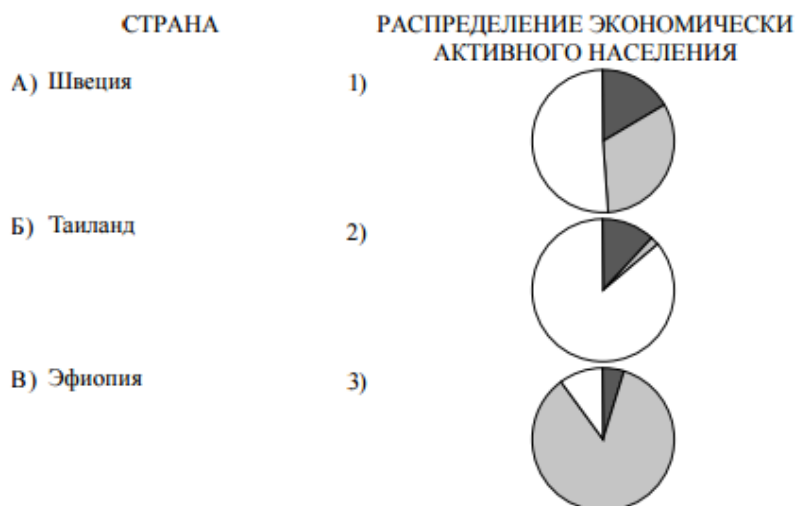 СТРАНА
РАСПРЕДЕЛЕНИЕ ЭКОНОМИЧЕСКИ
АКТИВНОГО НАСЕЛЕНИЯ
А) Швеция
1)
Б) Таиланд
2)
В) Эфиопия
3)